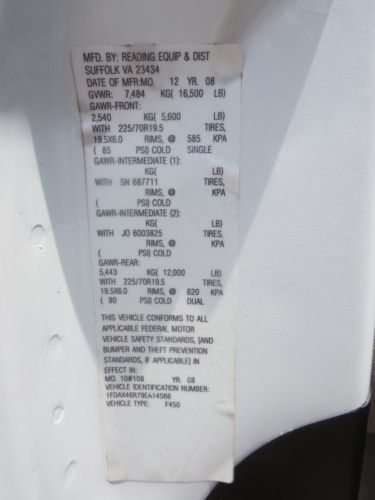 MFD. BY: READING EQUIP & DIST
SUFFOLK VA 23434
DATE OF MFR:MO. 12 YR. 08
GVWR: 7,484 KG( 16,500 LB)
GAWR-FRONT:
2,540 KG( 5,600 LB)
WITH 225/70R19.5 TIRES,
19.5X6.0 RIMS, @ 585 KPA
( 85 PSI) COLD SINGLE
GAWR-INTERMEDIATE (1):
KG( LB)
WITH SN 687711 TIRES,
RIMS, @ KPA
( PSI) COLD
GAWR-INTERMEDIATE (2):
KG( LB)
WITH JO 6003825 TIRES,
RIMS, @ KPA
( PSI) COLD
GAWR-REAR:
5,443 KG( 12,000 LB)
WITH 225/70R19.5 TIRES,
19.5X6.0 RIMS, @ 620 KPA
( 90 PSI) COLD DUAL
THIS VEHICLE CONFORMS TO ALL
APPLICABLE FEDERAL MOTOR
VEHICLE SAFETY STANDARDS, [AND
BUMPER AND THEFT PREVENTION
STANDARDS, IF APPLICABLE] IN
EFFECT IN:
MO. 10#108 YR. 08
VEHICLE IDENTIFICATION NUMBER:
1FDAX46R79EA14566
VEHICLE TYPE: F450